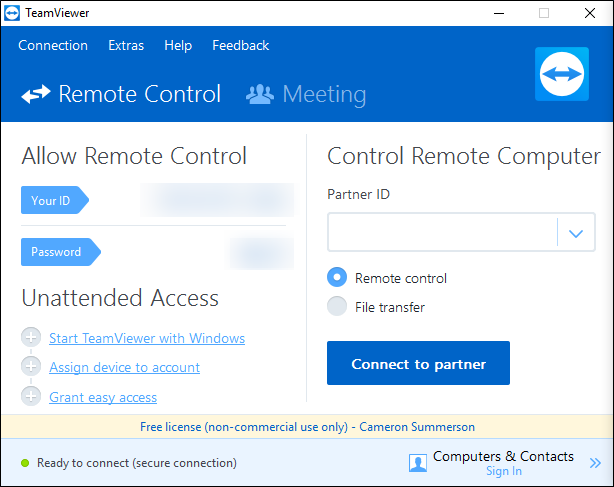 TeamViewer
Connection Extras Help Feedback
Remote Control Meeting
Allow Remote Control
Your ID
Password
Unattended Access
Start TeamViewer with Windows
Assign device to account
Grant easy access
Control Remote Computer
Partner ID
Remote control
File transfer
Connect to partner
Free license (non-commercial use only) - Cameron Summerson
Ready to connect (secure connection)
Computers & Contacts
Sign In